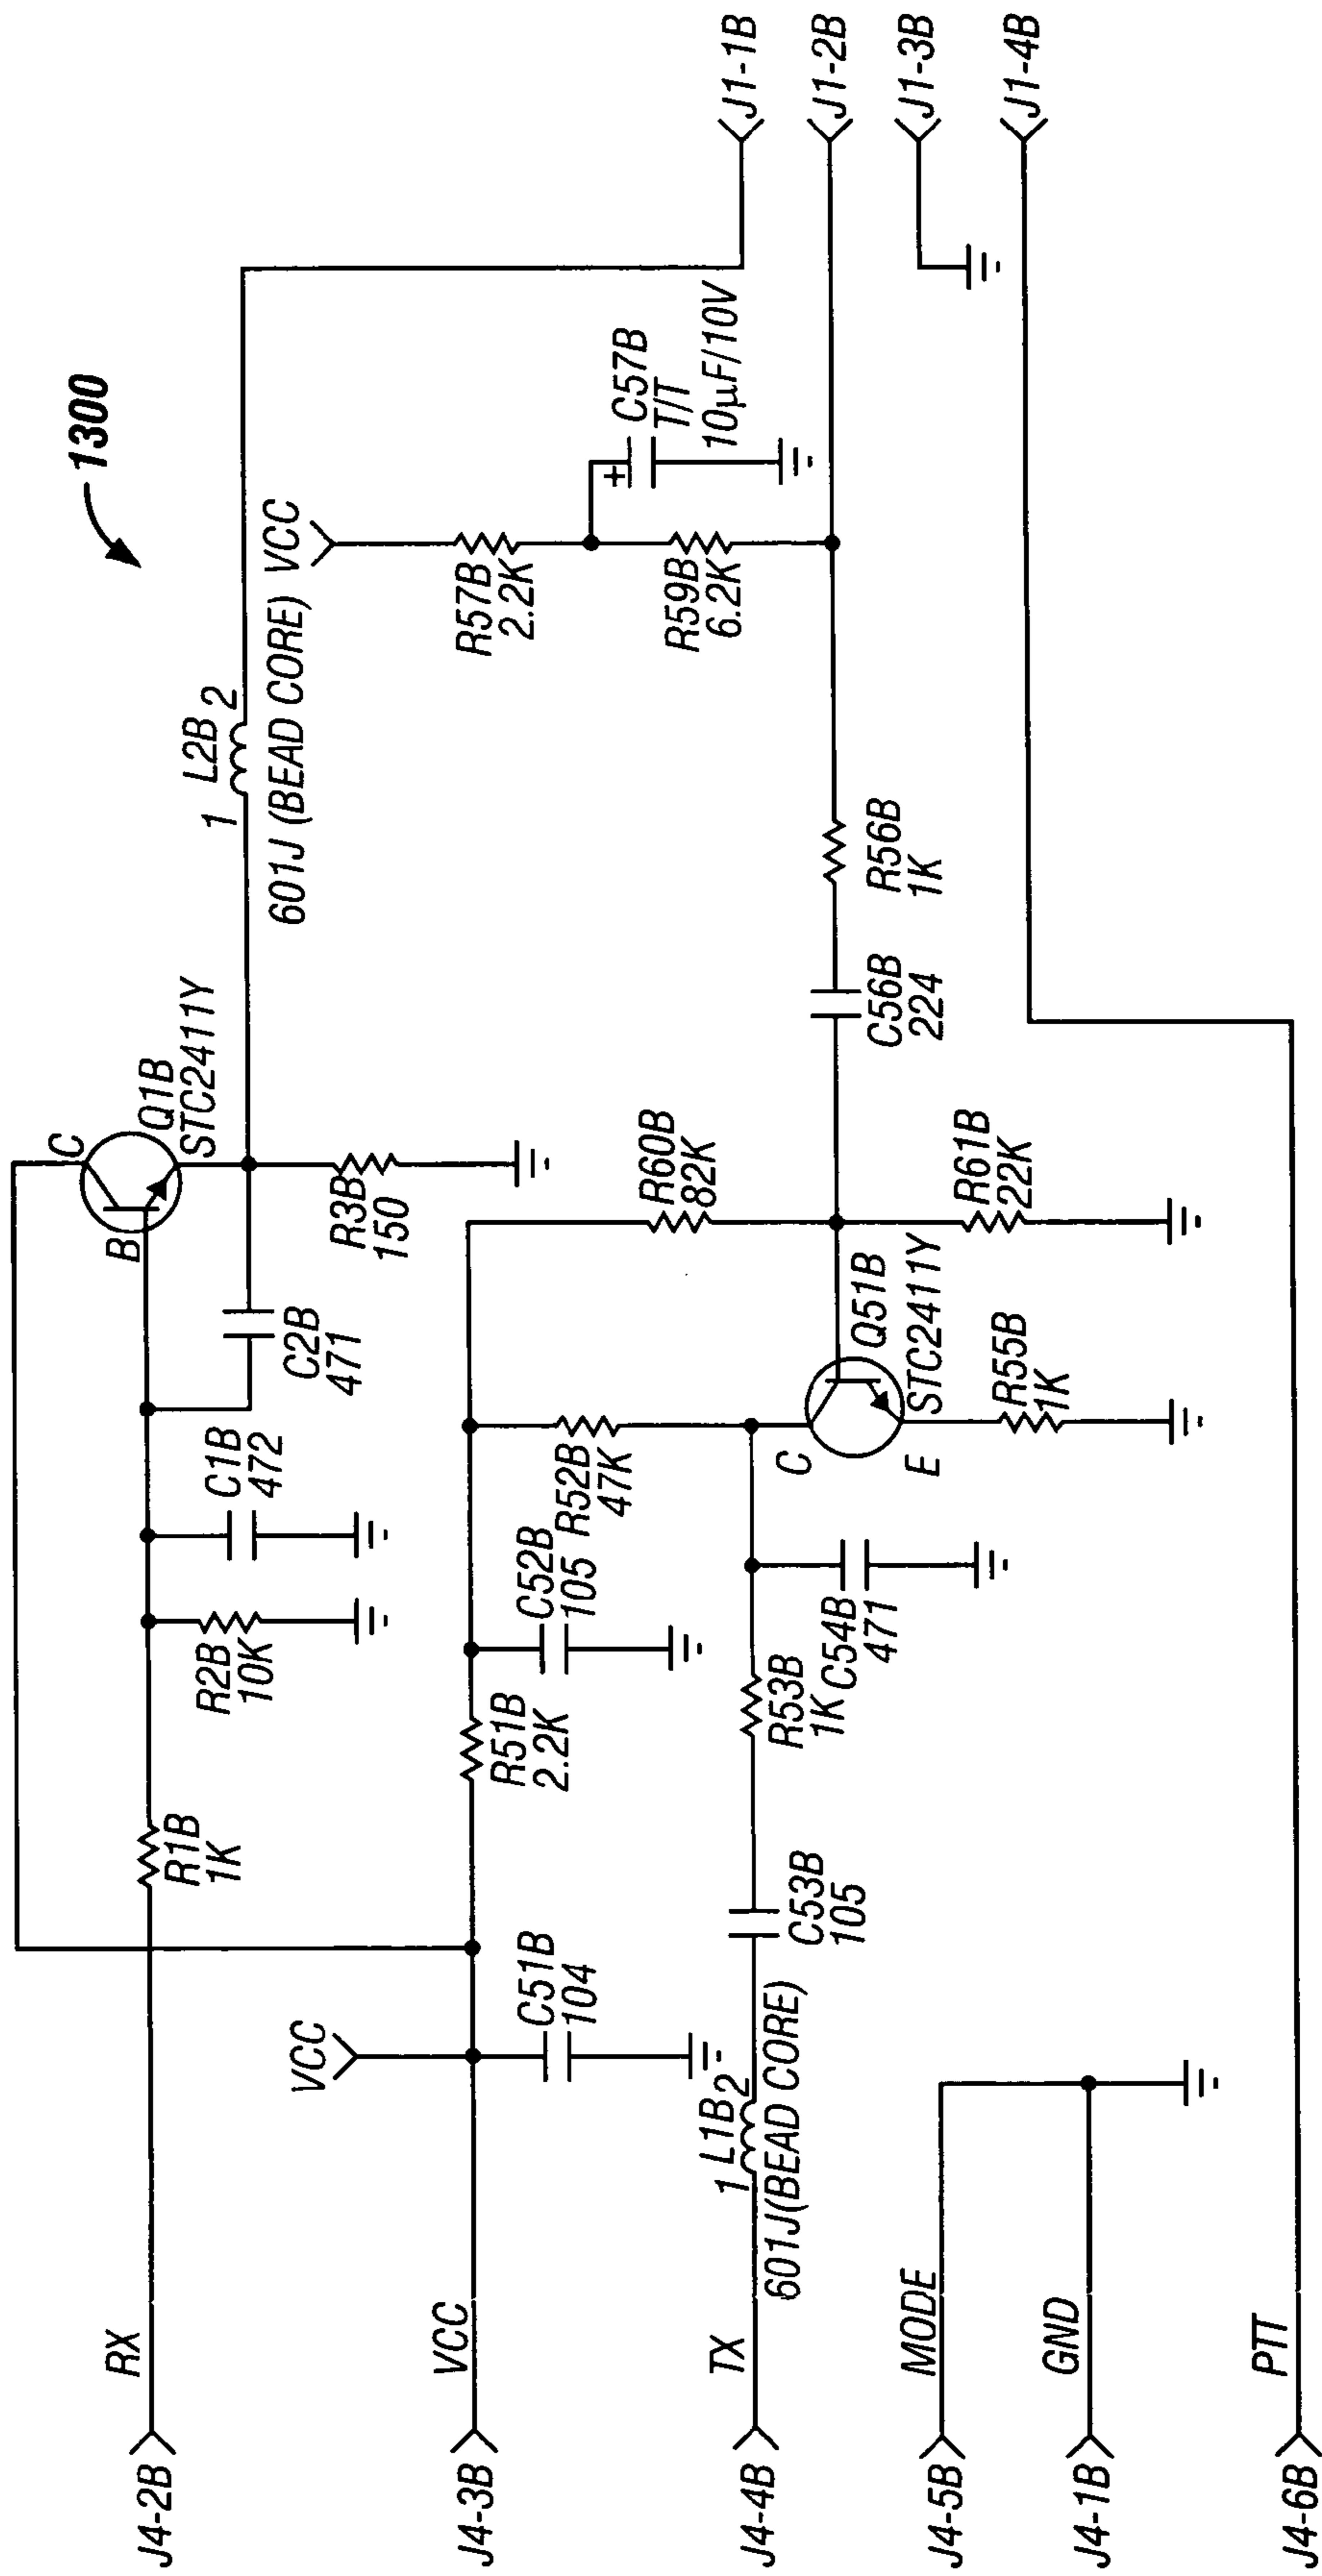 1300
C
Q1B
STC2411Y
B
1
L2B
2
601J (BEAD CORE)
VCC
J1-1B
J1-2B
J1-3B
J1-4B
J4-2B
RX
R1B
1K
R2B
10K
C1B
472
C2B
471
R3B
150
R57B
2.2K
C57B
T/T
10µF/10V
+
R59B
6.2K
J4-3B
VCC
VCC
C51B
104
R51B
2.2K
C52B
105
R52B
47K
R60B
82K
J4-4B
TX
1
L1B
2
601J(BEAD CORE)
C53B
105
R53B
1K
C54B
471
C
E
Q51B
STC2411Y
R55B
1K
R61B
22K
C56B
224
R56B
1K
J4-5B
MODE
J4-1B
GND
J4-6B
PTT